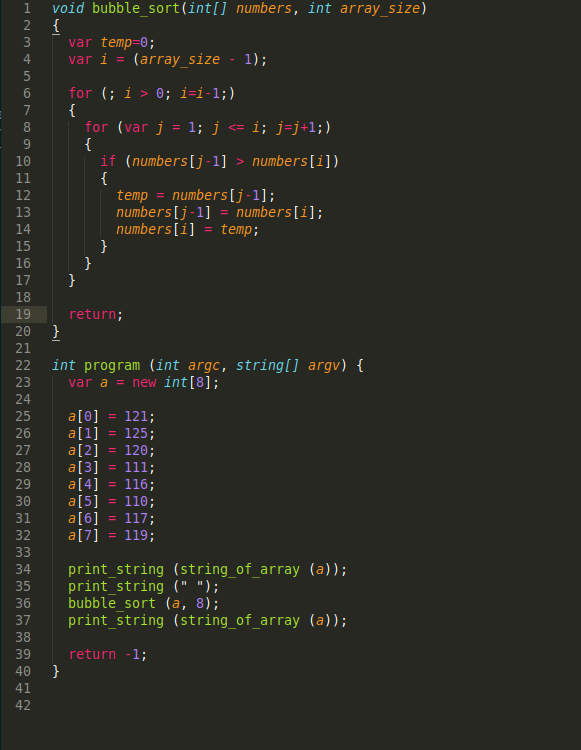 1 void bubble_sort(int[] numbers, int array_size)
2 {
3   var temp=0;
4   var i = (array_size - 1);
5
6   for (; i > 0; i=i-1;)
7   {
8     for (var j = 1; j <= i; j=j+1;)
9     {
10       if (numbers[j-1] > numbers[i])
11       {
12         temp = numbers[j-1];
13         numbers[j-1] = numbers[i];
14         numbers[i] = temp;
15       }
16     }
17   }
18
19   return;
20 }
21
22 int program (int argc, string[] argv) {
23   var a = new int[8];
24
25   a[0] = 121;
26   a[1] = 125;
27   a[2] = 120;
28   a[3] = 111;
29   a[4] = 116;
30   a[5] = 110;
31   a[6] = 117;
32   a[7] = 119;
33
34   print_string (string_of_array (a));
35   print_string (" ");
36   bubble_sort (a, 8);
37   print_string (string_of_array (a));
38
39   return -1;
40 }
41
42